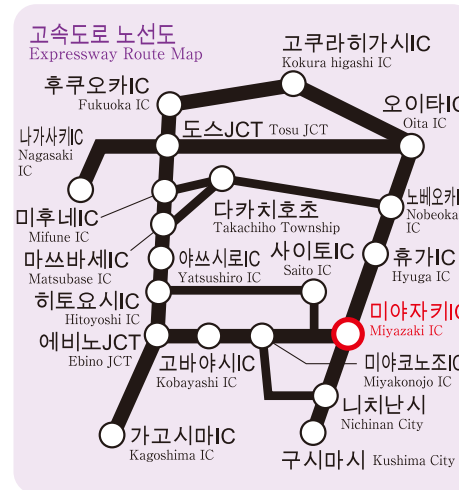 고속도로 노선도
Expressway Route Map
고쿠라히가시IC
Kokura higashi IC
후쿠오카IC
Fukuoka IC
오이타IC
Oita IC
나가사키IC
Nagasaki
IC
도스JCT Tosu JCT
미후네IC
Mifune IC
다카치호초
Takachiho Township
노베오카IC
Nobeoka
IC
마쓰바세IC
Matsubase IC
야쓰시로IC
Yatsushiro IC
사이토IC
Saito IC
휴가IC
Hyuga IC
히토요시IC
Hitoyoshi IC
미야자키IC
Miyazaki IC
에비노JCT
Ebino JCT
고바야시IC
Kobayashi IC
미야코노조IC
Miyakonojo IC
니치난시
Nichinan City
가고시마IC
Kagoshima IC
구시마시 Kushima City